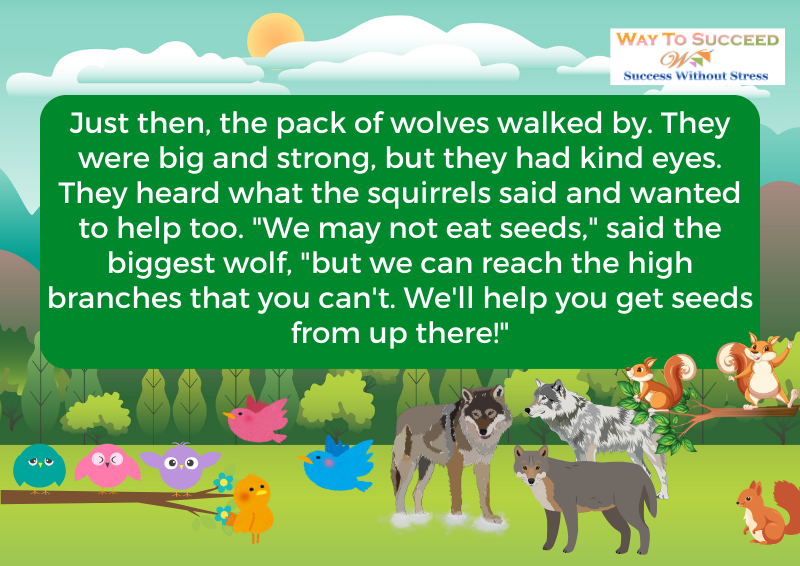 WAY TO SUCCEED
Success Without Stress
Just then, the pack of wolves walked by. They
were big and strong, but they had kind eyes.
They heard what the squirrels said and wanted
to help too. "We may not eat seeds," said the
biggest wolf, "but we can reach the high
branches that you can't. We'll help you get seeds
from up there!"